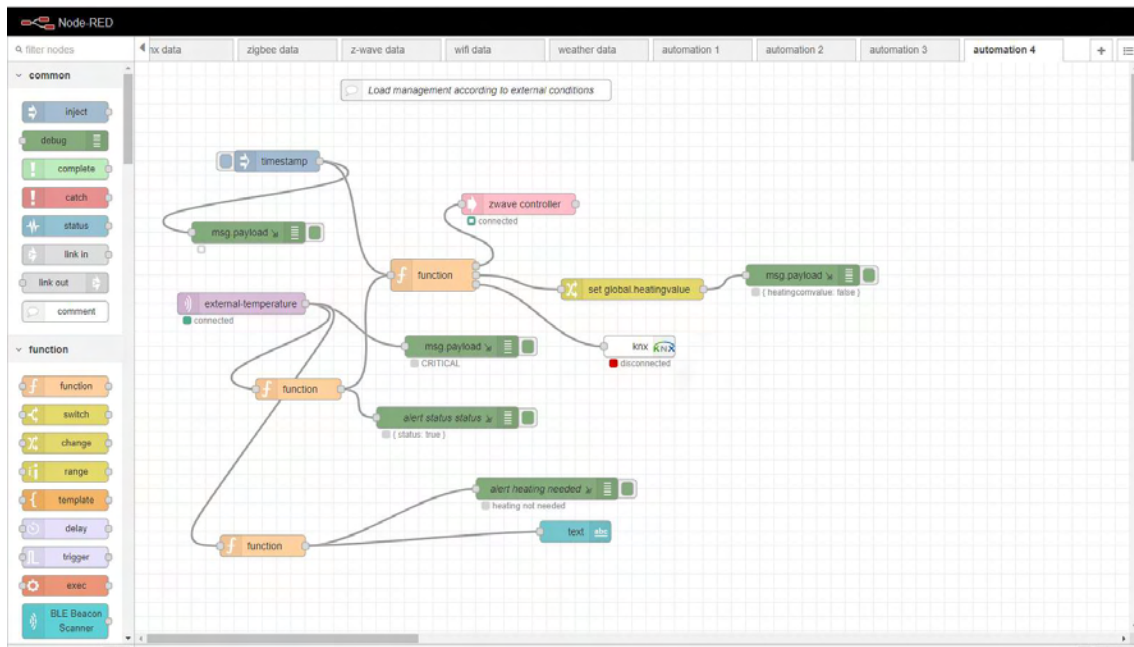 Node-RED
filter nodes
nx data
zigbee data
z-wave data
wifi data
weather data
automation 1
automation 2
automation 3
automation 4
common
inject
debug
complete
catch
status
link in
link out
comment
function
function
switch
change
range
template
delay
trigger
exec
BLE Beacon
Scanner
Load management according to external conditions
timestamp
msg.payload
zwave controller
connected
function
set global.heatingvalue
msg.payload
{ heatingcomvalue: false }
external-temperature
connected
msg.payload
CRITICAL
knx KNX
disconnected
function
alert status status
{ status: true }
alert heating needed
heating not needed
text abc
function